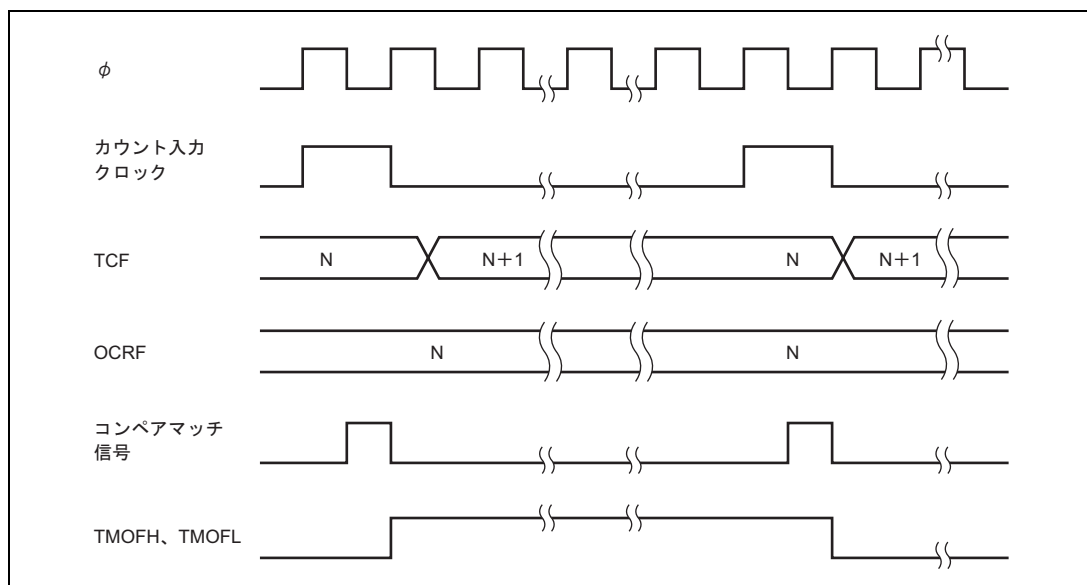 φ
カウント入力
クロック
TCF N N+1 N N+1
OCRF N N
コンペアマッチ
信号
TMOFH、TMOFL